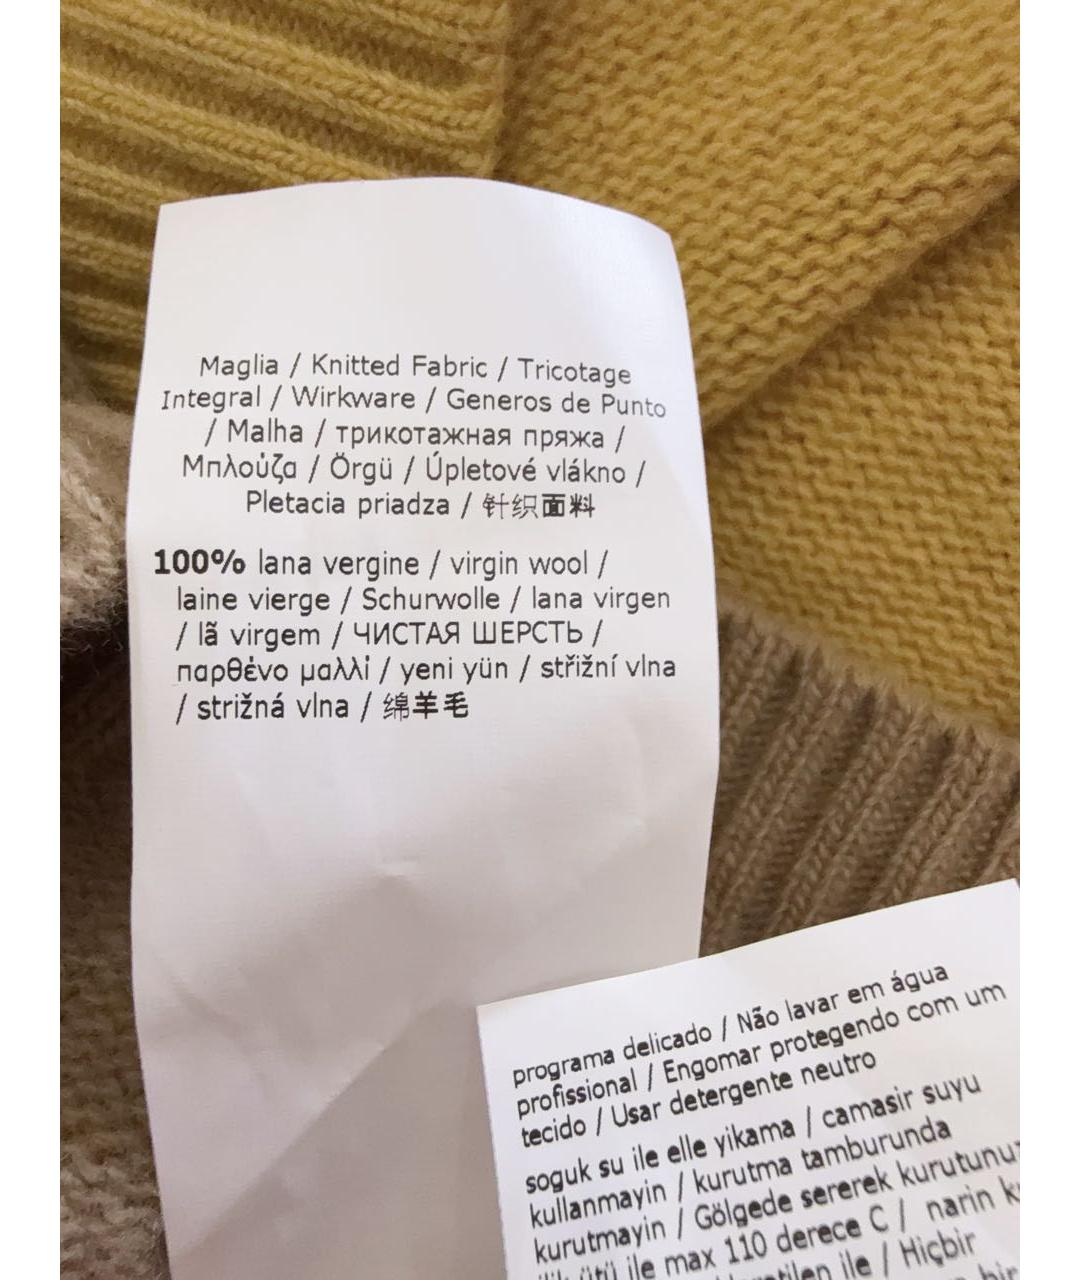 Maglia / Knitted Fabric / Tricotage
Integral / Wirkware / Generos de Punto
/ Malha / трикотажная пряжа /
Μπλούζα / Örgü / Úpletové vlákno /
Pletacia priadza / 针织面料
100% lana vergine / virgin wool /
laine vierge / Schurwolle / lana virgen
/ lã virgem / ЧИСТАЯ ШЕРСТЬ /
παρθένο μαλλί / yeni yün / střižní vlna
/ strižná vlna / 绵羊毛
programa delicado / Não lavar em água
profissional / Engomar protegendo com um
tecido / Usar detergente neutro
soguk su ile elle yikama / camasir suyu
kullanmayin / kurutma tamburunda
kurutmayin / Gölgede sererek kurutunuz
ütü ile max 110 derece C / narin
ile / Hiçbir